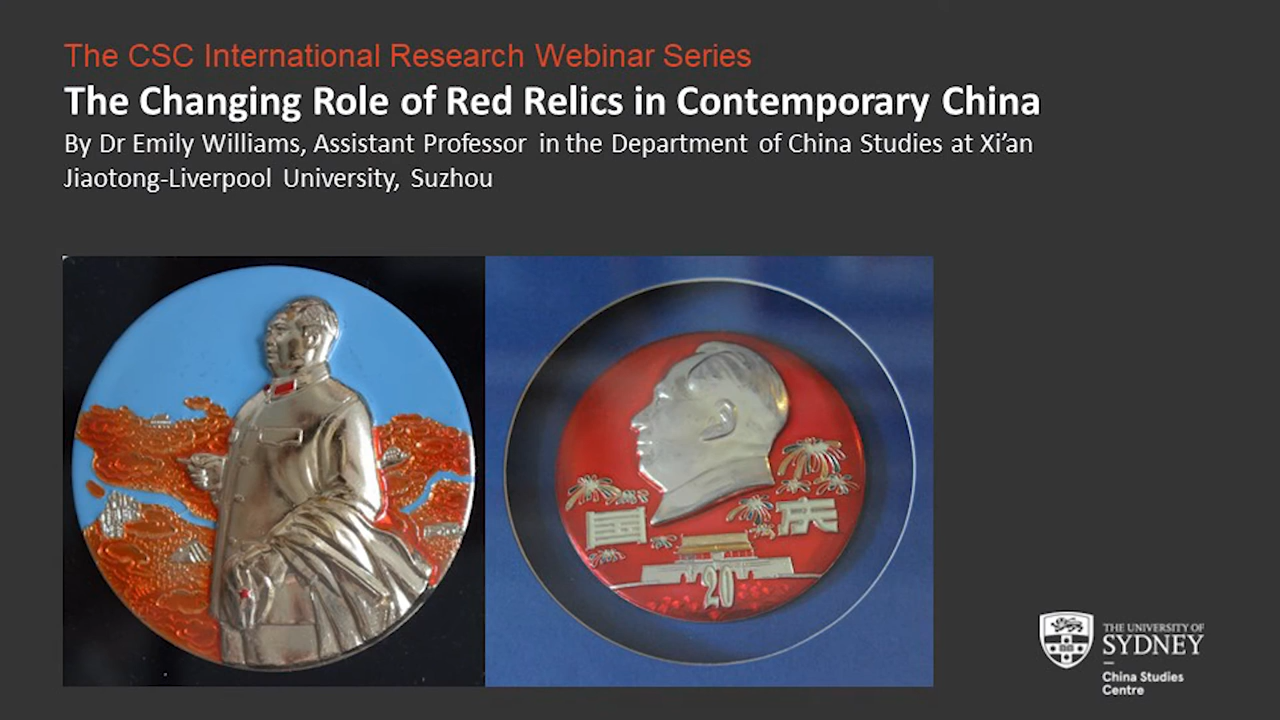 The CSC International Research Webinar Series
The Changing Role of Red Relics in Contemporary China
By Dr Emily Williams, Assistant Professor in the Department of China Studies at Xi’an
Jiaotong-Liverpool University, Suzhou
庆
20
THE UNIVERSITY OF
SYDNEY
China Studies
Centre